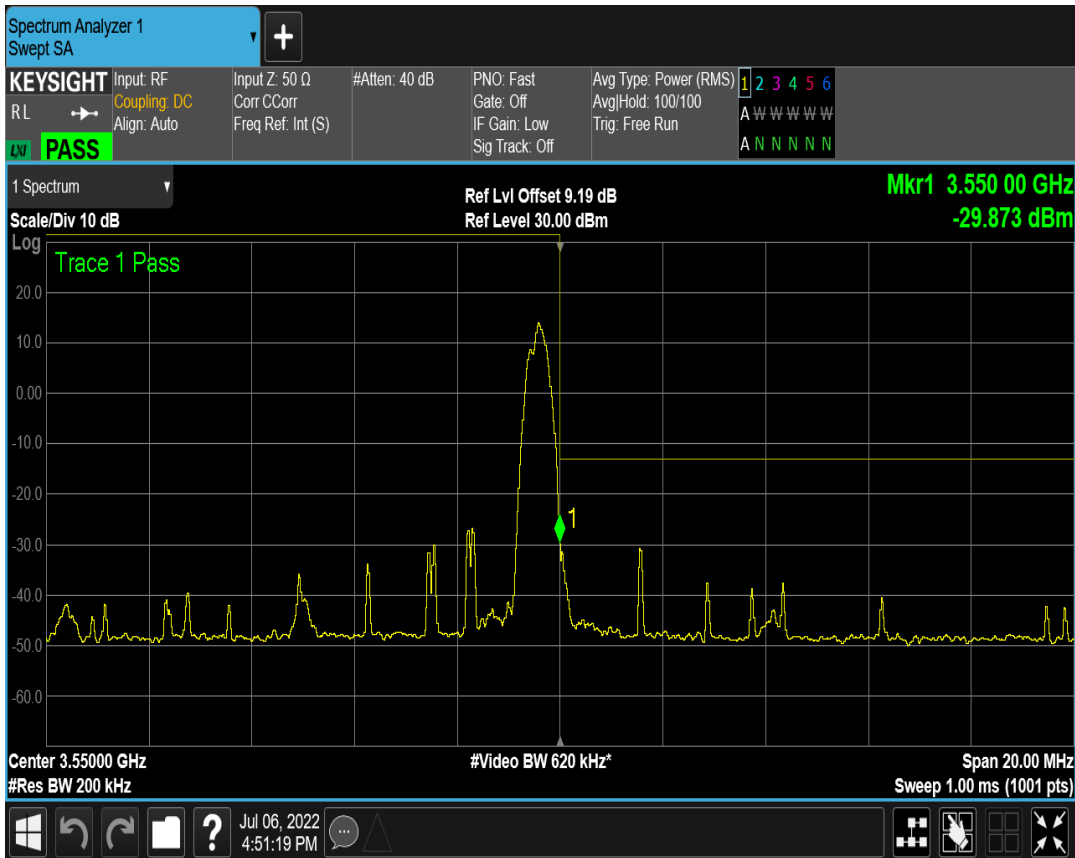 Spectrum Analyzer 1
Swept SA
+
KEYSIGHT Input: RF Input Z: 50 Ω #Atten: 40 dB PNO: Fast Avg Type: Power (RMS) 1 2 3 4 5 6
RL Coupling: DC Corr CCorr Gate: Off Avg|Hold: 100/100 A W W W W W
Align: Auto Freq Ref: Int (S) IF Gain: Low Trig: Free Run
LXI PASS Sig Track: Off A N N N N N
1 Spectrum Ref Lvl Offset 9.19 dB Mkr1 3.550 00 GHz
Scale/Div 10 dB Ref Level 30.00 dBm -29.873 dBm
Log
Trace 1 Pass
20.0
10.0
0.00
-10.0
-20.0
1
-30.0
-40.0
-50.0
-60.0
Center 3.55000 GHz #Video BW 620 kHz* Span 20.00 MHz
#Res BW 200 kHz Sweep 1.00 ms (1001 pts)
? Jul 06, 2022
4:51:19 PM